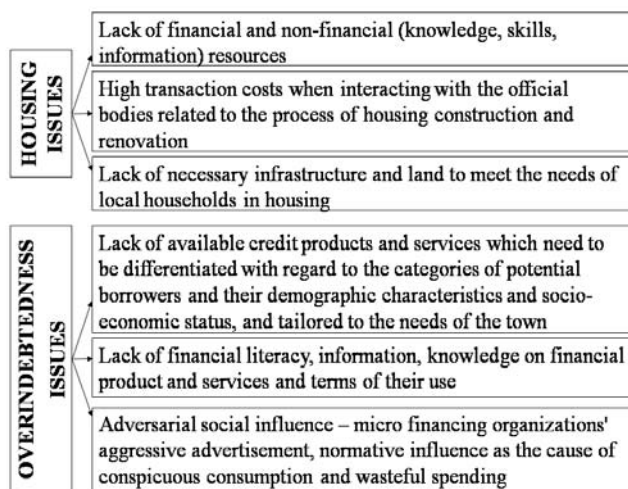 HOUSING
ISSUES
Lack of financial and non-financial (knowledge, skills,
information) resources
High transaction costs when interacting with the official
bodies related to the process of housing construction and
renovation
Lack of necessary infrastructure and land to meet the needs of
local households in housing
OVERINDEBTEDNESS
ISSUES
Lack of available credit products and services which need to
be differentiated with regard to the categories of potential
borrowers and their demographic characteristics and socio-
economic status, and tailored to the needs of the town
Lack of financial literacy, information, knowledge on financial
product and services and terms of their use
Adversarial social influence – micro financing organizations'
aggressive advertisement, normative influence as the cause of
conspicuous consumption and wasteful spending